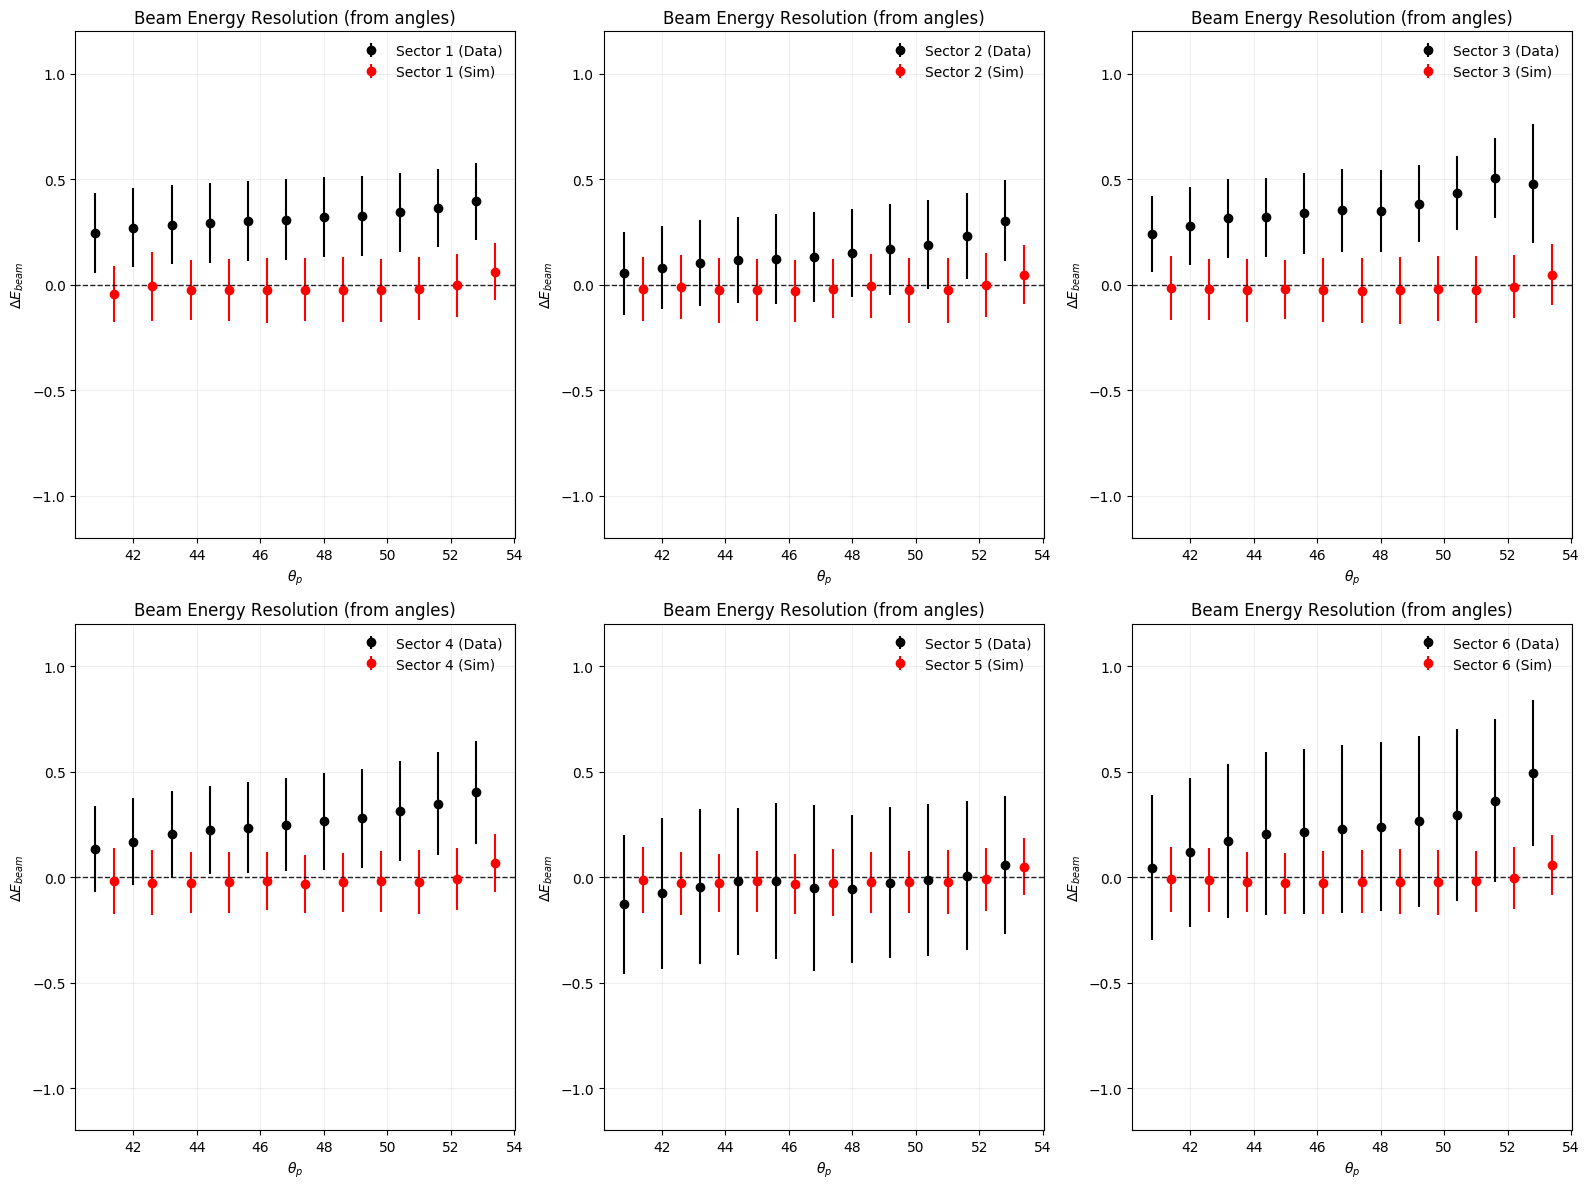 Beam Energy Resolution (from angles)
Sector 1 (Data)
Sector 1 (Sim)
1.0
0.5
0.0
−0.5
−1.0
ΔE_beam
42 44 46 48 50 52 54
θ_p
Beam Energy Resolution (from angles)
Sector 2 (Data)
Sector 2 (Sim)
1.0
0.5
0.0
−0.5
−1.0
ΔE_beam
42 44 46 48 50 52 54
θ_p
Beam Energy Resolution (from angles)
Sector 3 (Data)
Sector 3 (Sim)
1.0
0.5
0.0
−0.5
−1.0
ΔE_beam
42 44 46 48 50 52 54
θ_p
Beam Energy Resolution (from angles)
Sector 4 (Data)
Sector 4 (Sim)
1.0
0.5
0.0
−0.5
−1.0
ΔE_beam
42 44 46 48 50 52 54
θ_p
Beam Energy Resolution (from angles)
Sector 5 (Data)
Sector 5 (Sim)
1.0
0.5
0.0
−0.5
−1.0
ΔE_beam
42 44 46 48 50 52 54
θ_p
Beam Energy Resolution (from angles)
Sector 6 (Data)
Sector 6 (Sim)
1.0
0.5
0.0
−0.5
−1.0
ΔE_beam
42 44 46 48 50 52 54
θ_p